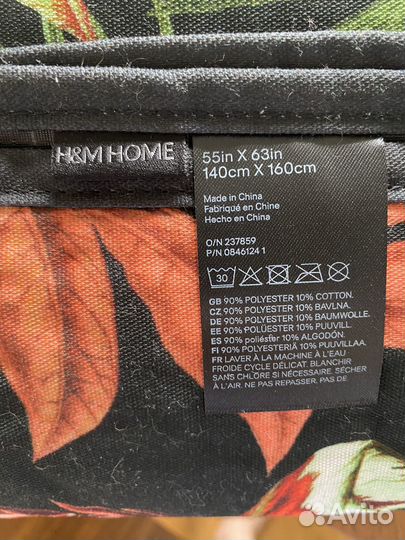 H&M HOME
55in X 63in
140cm X 160cm
Made in China
Fabriqué en Chine
Hecho en China
O/N 237859
P/N 0846124 1
30
GB 90% POLYESTER 10% COTTON.
CZ 90% POLYESTER 10% BAVLNA.
DE 90% POLYESTER 10% BAUMWOLLE.
EE 90% POLÜESTER 10% PUUVILL.
ES 90% POLIÉSTER 10% ALGODÓN.
FI 90% POLYESTERIÄ 10% PUUVILLAA
FR LAVER À LA MACHINE À L'EAU
FROIDE CYCLE DÉLICAT. BLANCHIR
SANS CHLORE SI NÉCESSAIRE. SÉCHER
À L'AIR. NE PAS REPASSER. PAS DE
Avito